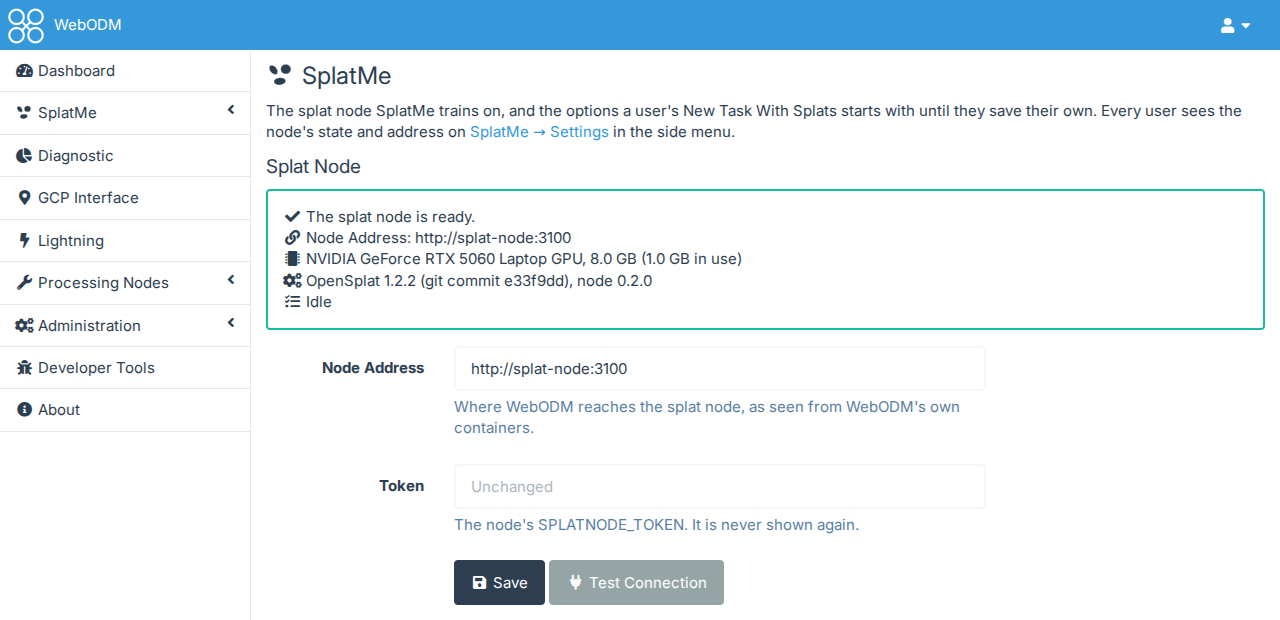 WebODM
Dashboard
SplatMe
Diagnostic
GCP Interface
Lightning
Processing Nodes
Administration
Developer Tools
About
SplatMe
The splat node SplatMe trains on, and the options a user's New Task With Splats starts with until they save their own. Every user sees the
node's state and address on SplatMe → Settings in the side menu.
Splat Node
The splat node is ready.
Node Address: http://splat-node:3100
NVIDIA GeForce RTX 5060 Laptop GPU, 8.0 GB (1.0 GB in use)
OpenSplat 1.2.2 (git commit e33f9dd), node 0.2.0
Idle
Node Address
http://splat-node:3100
Where WebODM reaches the splat node, as seen from WebODM's own
containers.
Token
Unchanged
The node's SPLATNODE_TOKEN. It is never shown again.
Save
Test Connection